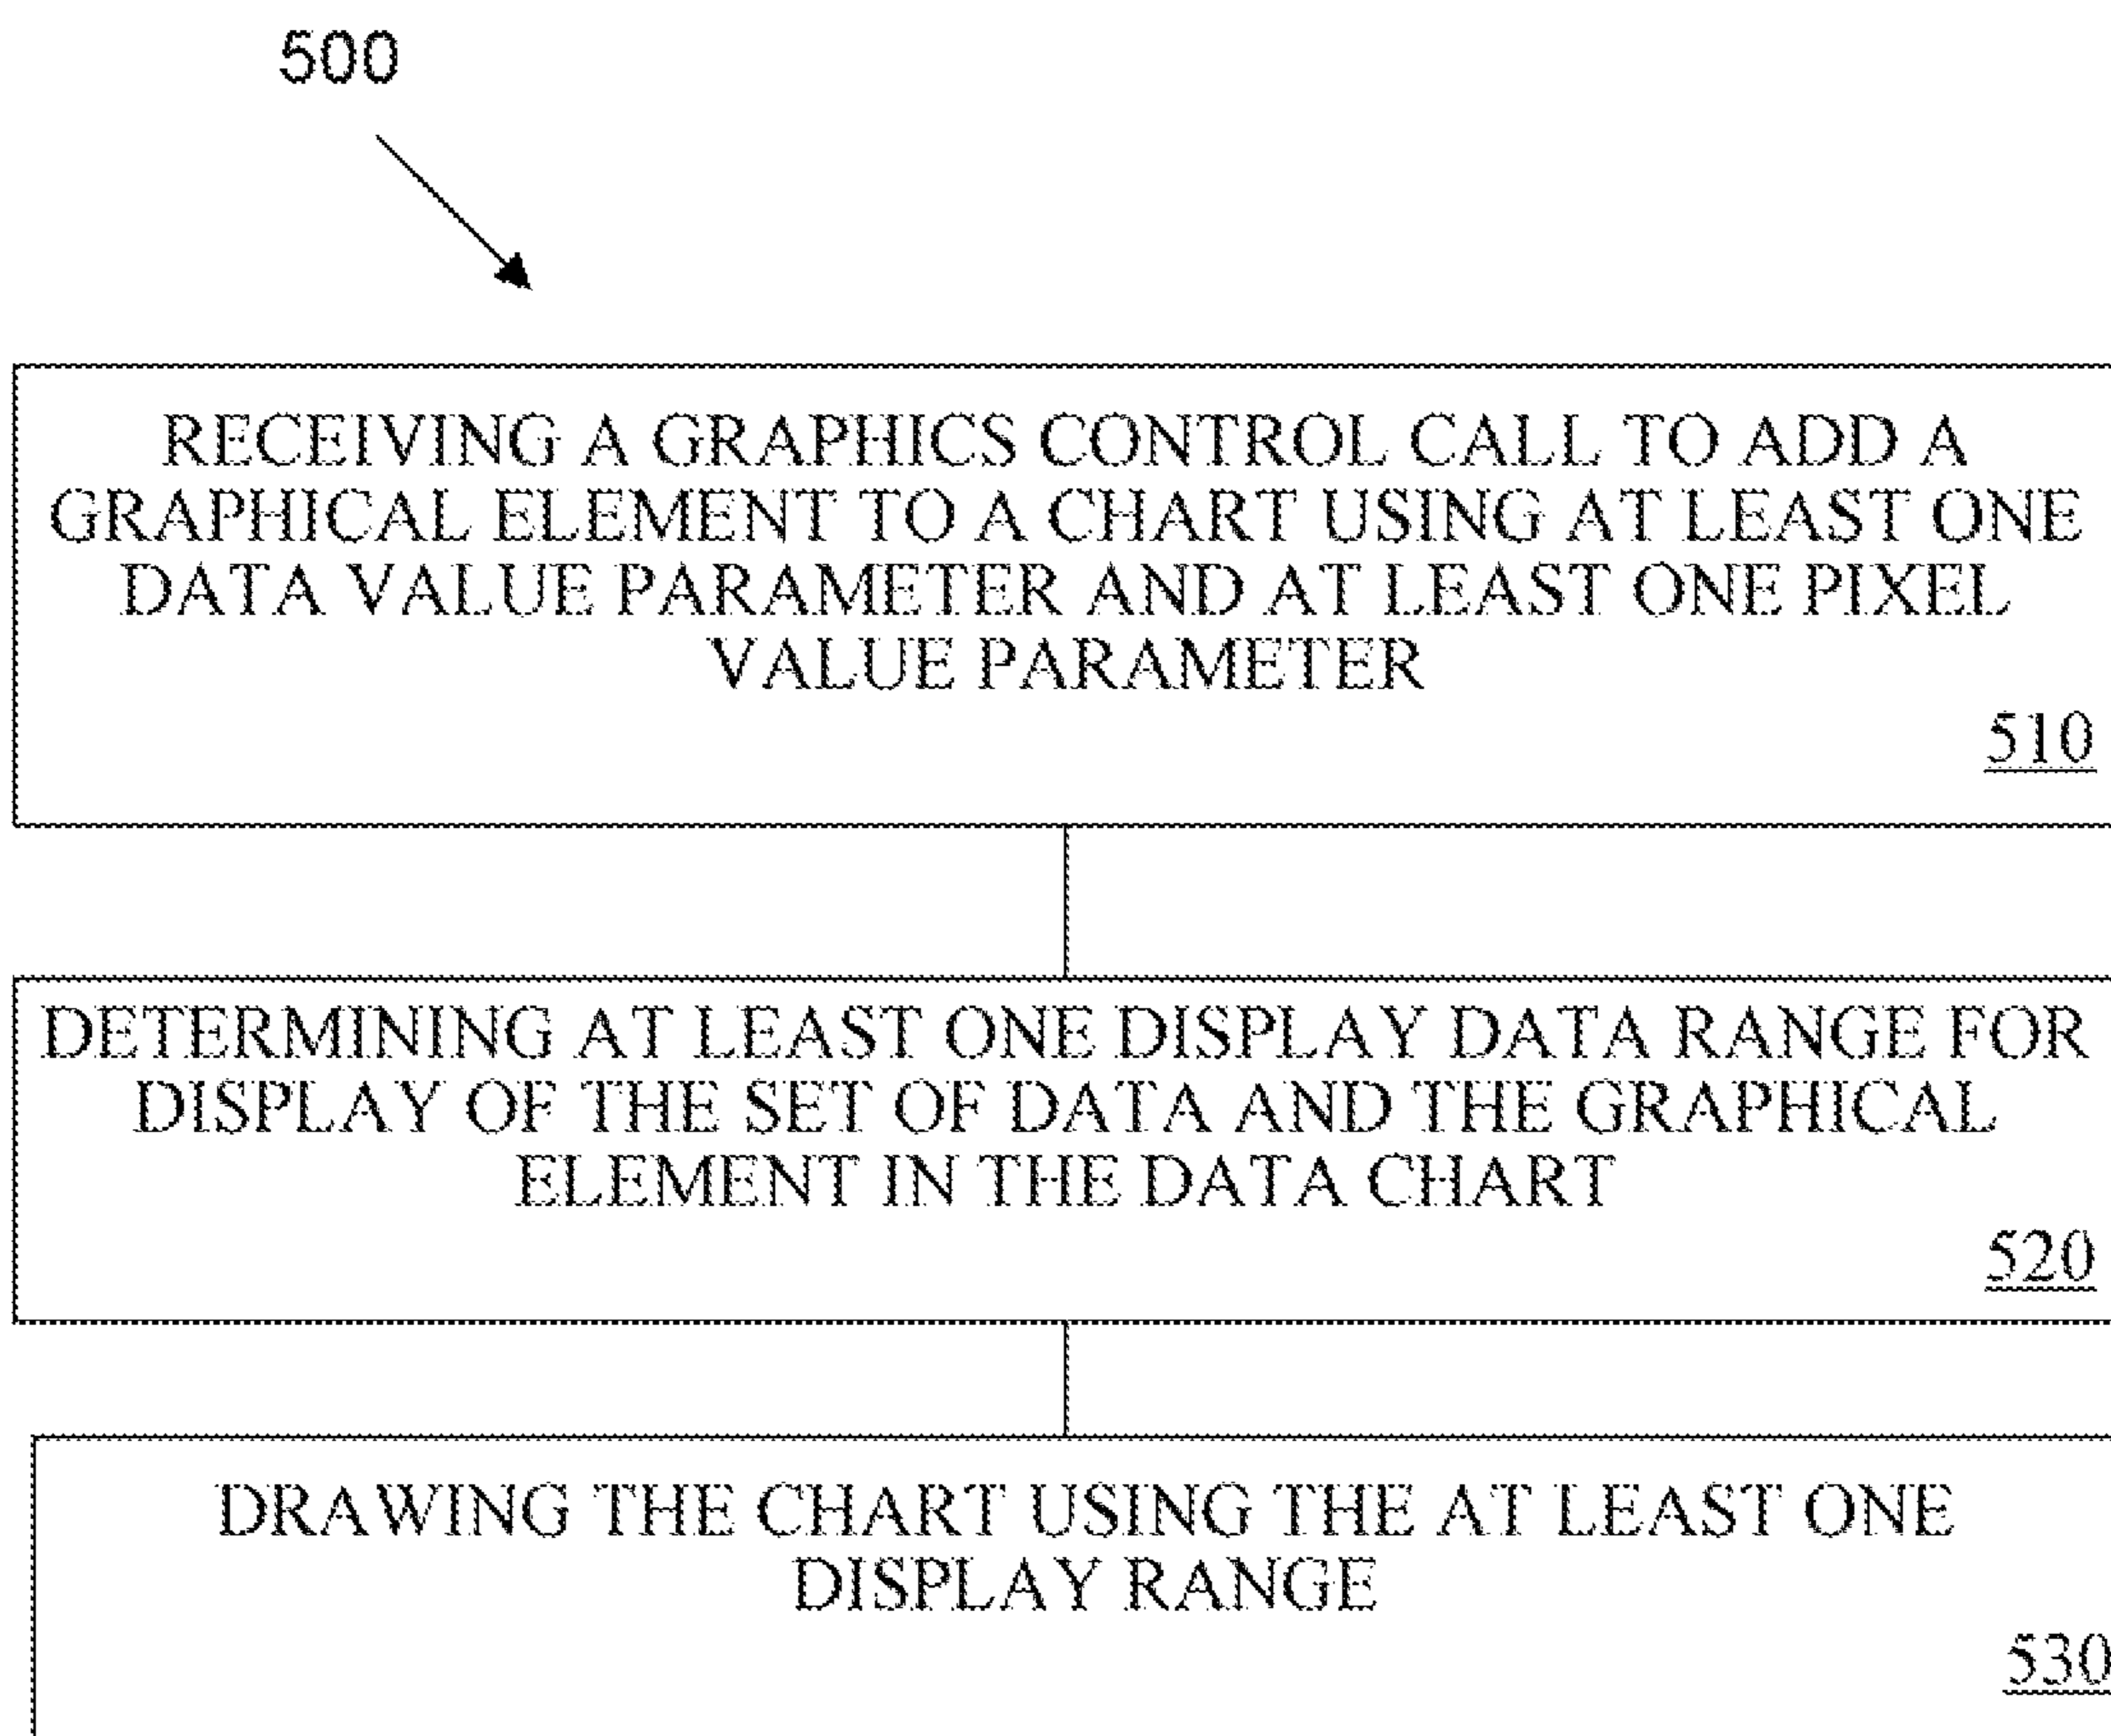 500
RECEIVING A GRAPHICS CONTROL CALL TO ADD A
GRAPHICAL ELEMENT TO A CHART USING AT LEAST ONE
DATA VALUE PARAMETER AND AT LEAST ONE PIXEL
VALUE PARAMETER
510
DETERMINING AT LEAST ONE DISPLAY DATA RANGE FOR
DISPLAY OF THE SET OF DATA AND THE GRAPHICAL
ELEMENT IN THE DATA CHART
520
DRAWING THE CHART USING THE AT LEAST ONE
DISPLAY RANGE
530